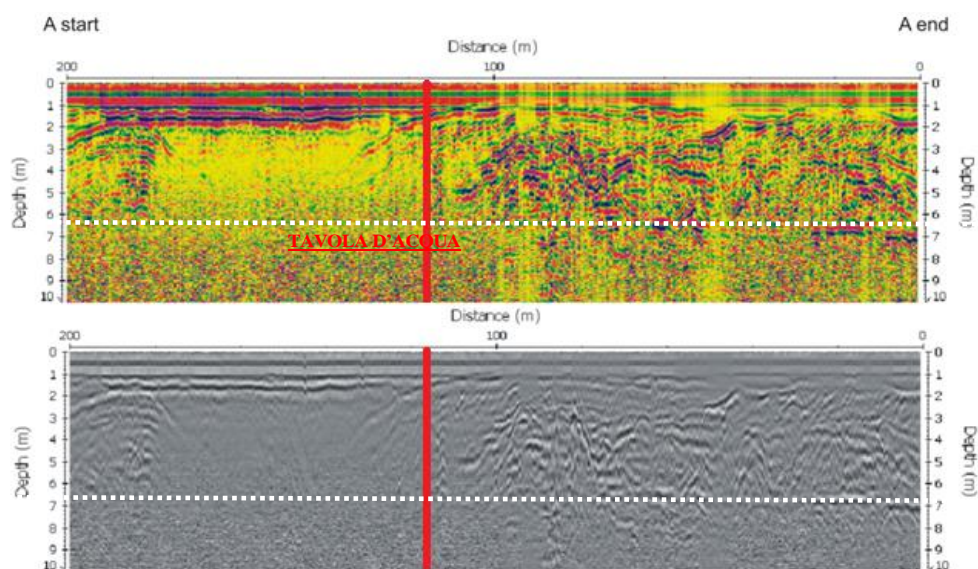 A start A end
Distance (m)
200 100 0
0 0
1 1
2 2
3 3
4 4
5 5
6 6
7 7
8 8
9 9
10 10
Depth (m) Depth (m)
TAVOLA D'ACQUA
Distance (m)
200 100 0
0 0
1 1
2 2
3 3
4 4
5 5
6 6
7 7
8 8
9 9
10 10
Depth (m) Depth (m)